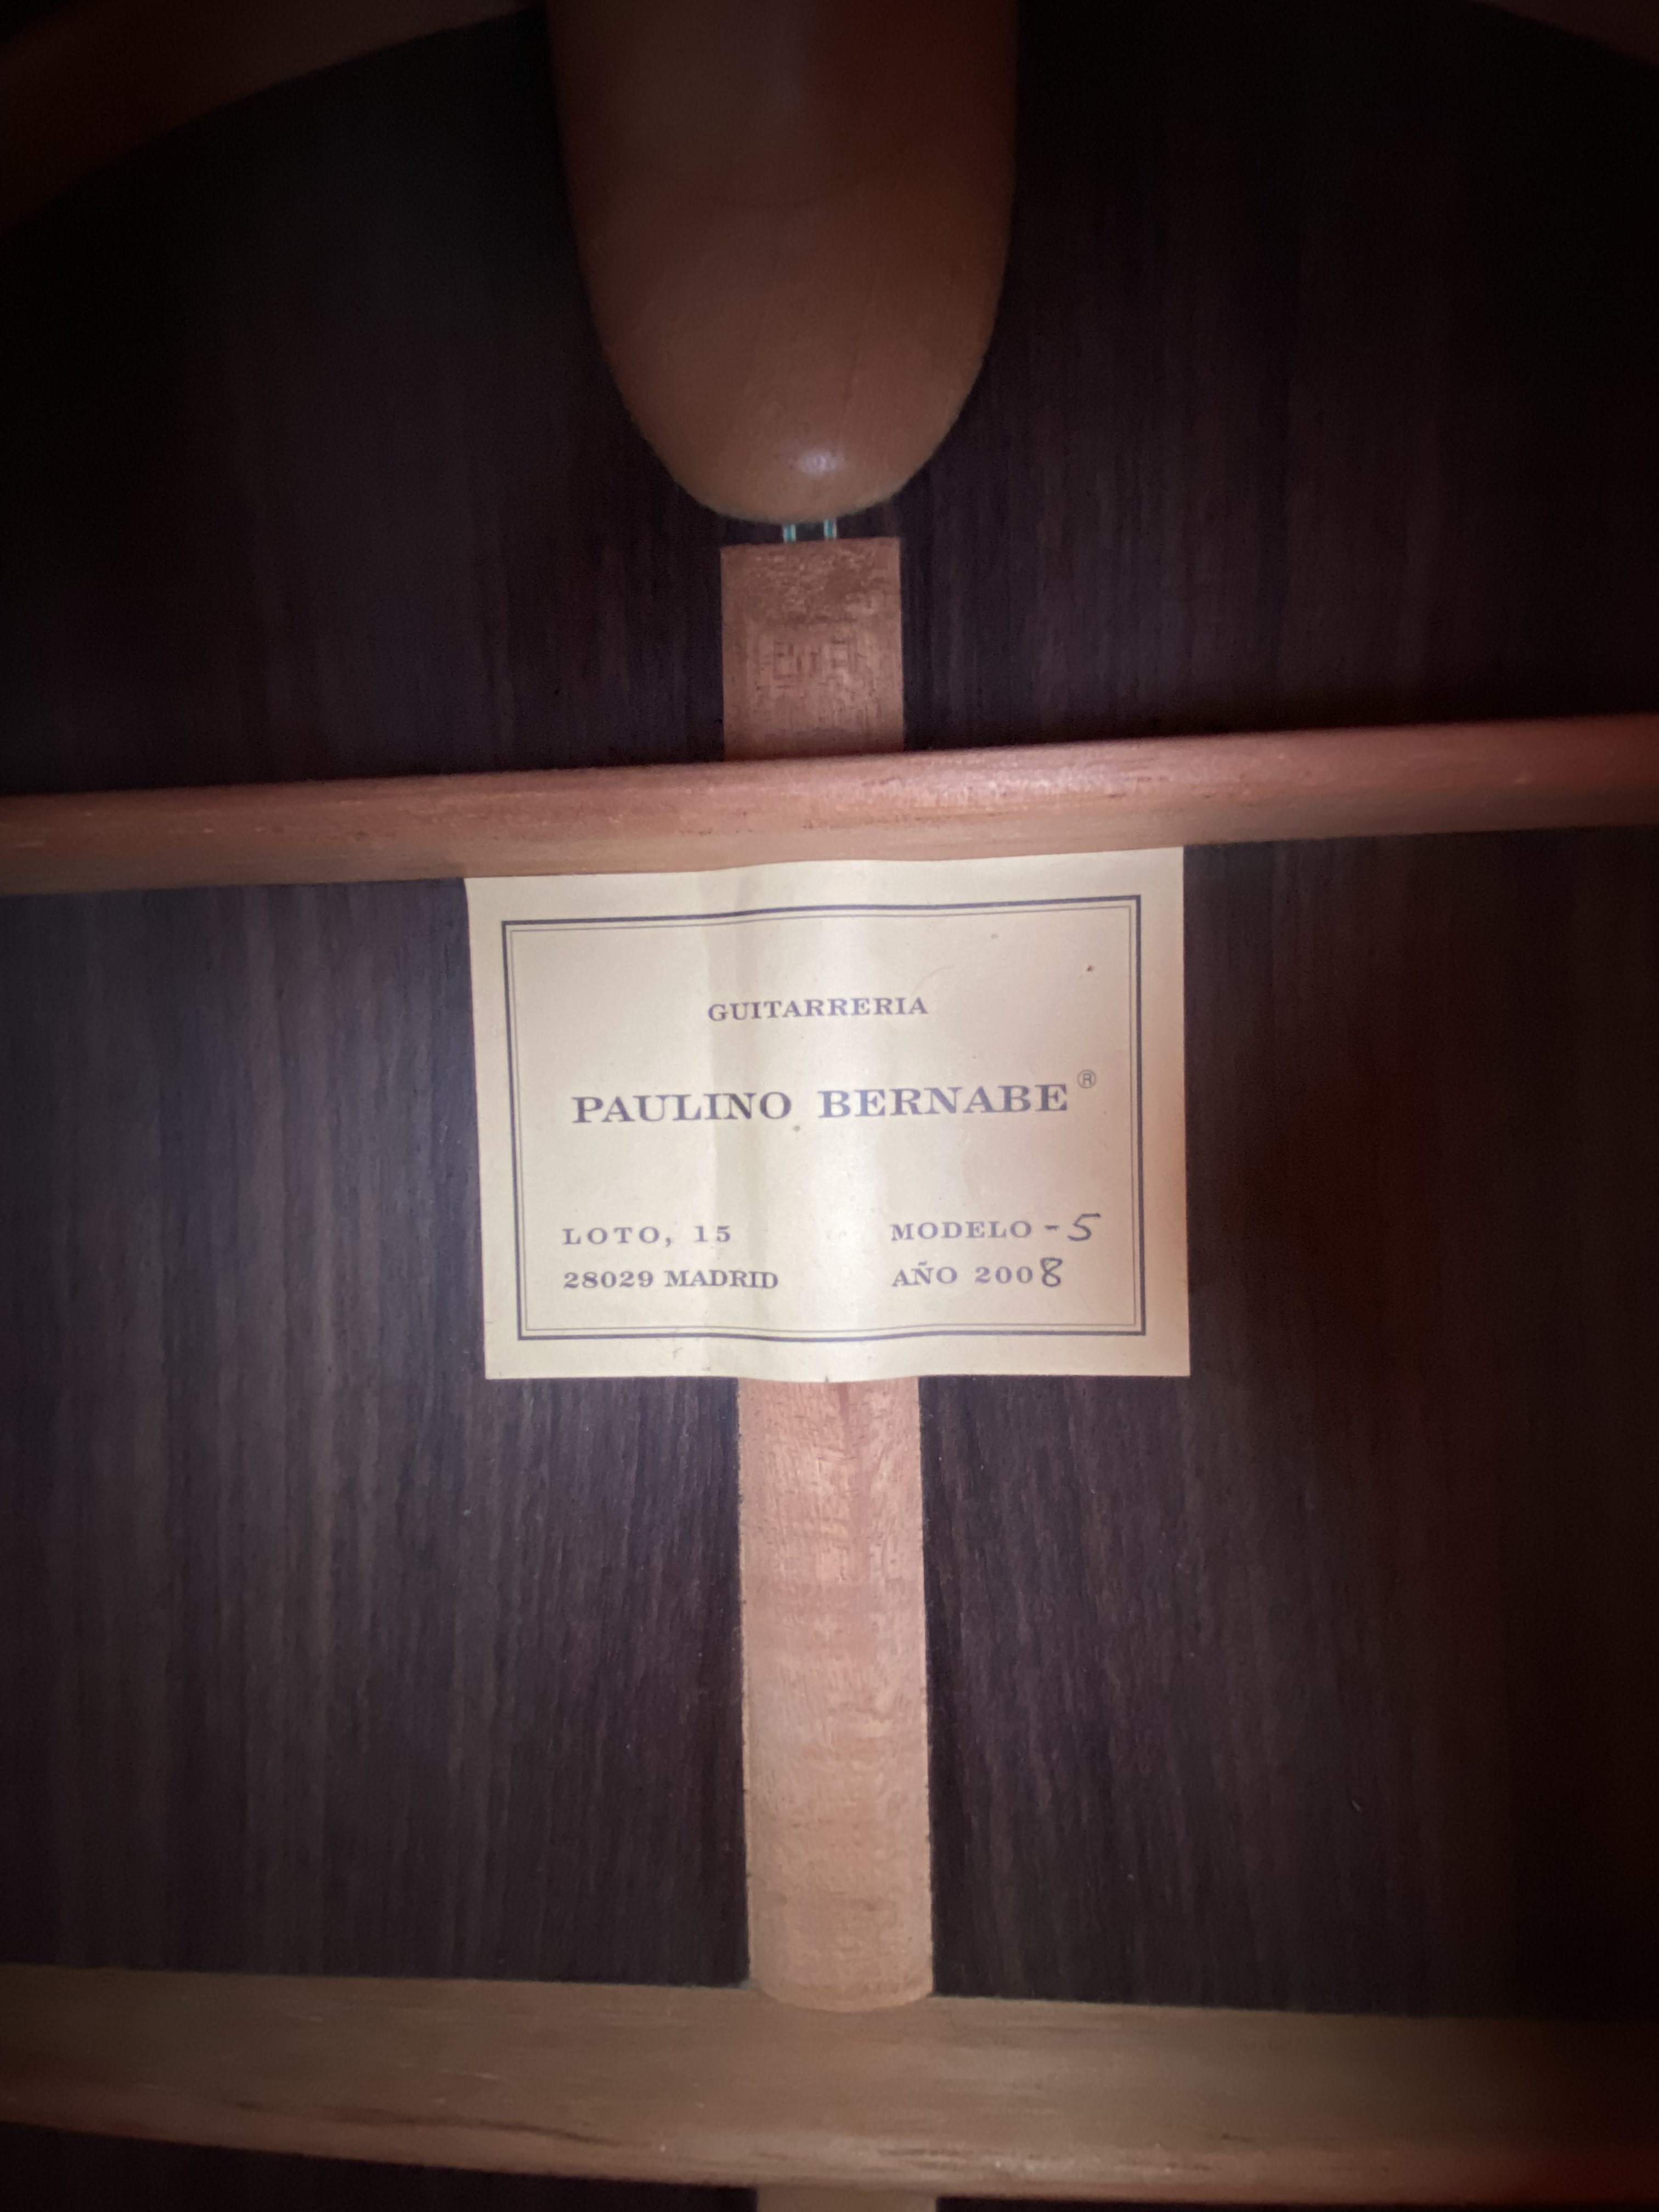 GUITARRERIA
PAULINO BERNABE ®
LOTO, 15
28029 MADRID
MODELO - 5
AÑO 2008